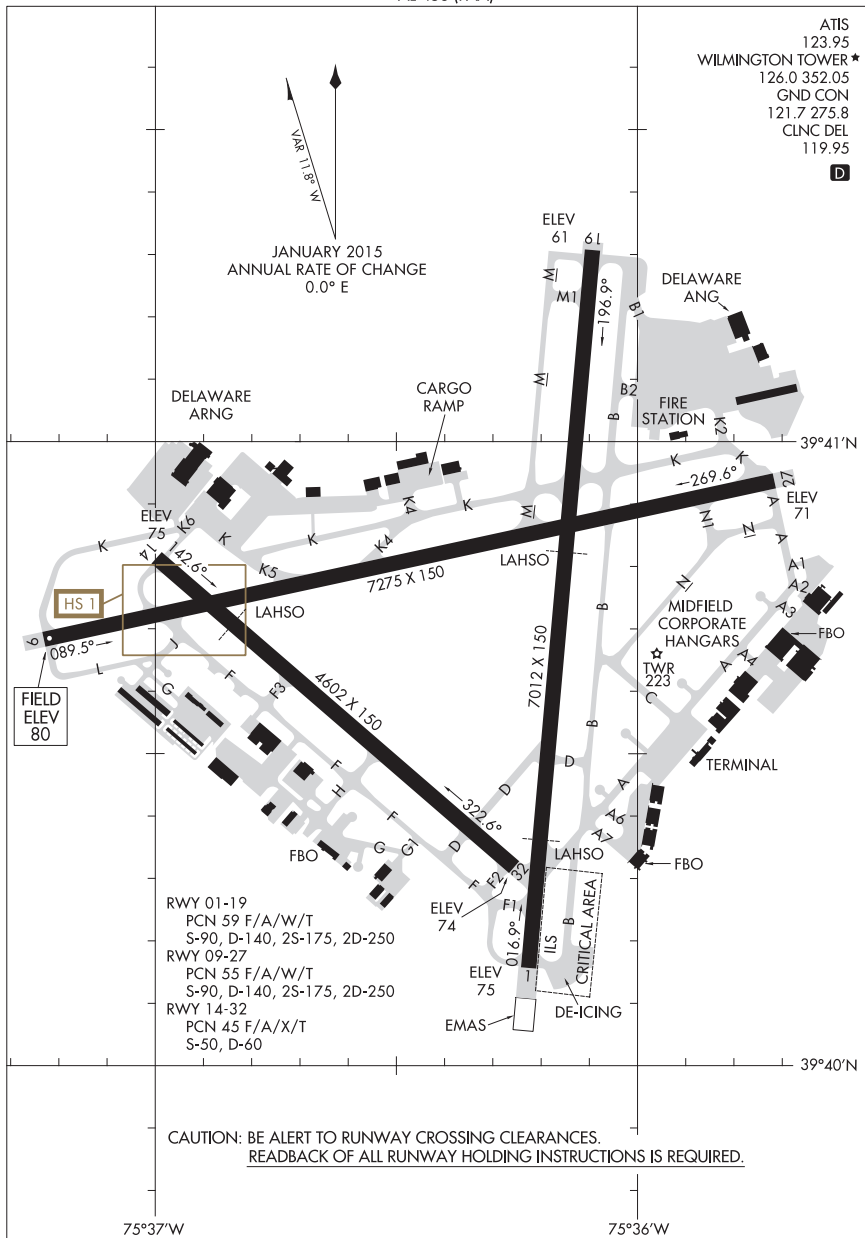 ATIS
123.95
WILMINGTON TOWER ★
126.0 352.05
GND CON
121.7 275.8
CLNC DEL
119.95
D
VAR 11.8° W
JANUARY 2015
ANNUAL RATE OF CHANGE
0.0° E
ELEV
61
19
M
M1
196.9°
B1
DELAWARE
ANG
M
B2
B
FIRE
STATION
K2
DELAWARE
ARNG
CARGO
RAMP
39°41'N
K
K
269.6°
27
ELEV
71
K4
K
M
N1
N
A
A
ELEV
75
14
K6
K
K
K
K4
K5
142.6°
7275 X 150
LAHSO
HS 1
LAHSO
N
A1
A2
A3
MIDFIELD
CORPORATE
HANGARS
FBO
9
089.5°
L
J
F
G
F3
4602 X 150
7012 X 150
B
TWR
223
A4
A
C
FIELD
ELEV
80
B
TERMINAL
F
H
F
D
D
322.6°
A
A6
A7
G
G1
D
F
F2
32
LAHSO
FBO
FBO
ELEV
74
F1
016.9°
ILS
B
CRITICAL AREA
RWY 01-19
PCN 59 F/A/W/T
S-90, D-140, 2S-175, 2D-250
RWY 09-27
PCN 55 F/A/W/T
S-90, D-140, 2S-175, 2D-250
RWY 14-32
PCN 45 F/A/X/T
S-50, D-60
ELEV
75
1
EMAS
DE-ICING
39°40'N
CAUTION: BE ALERT TO RUNWAY CROSSING CLEARANCES.
READBACK OF ALL RUNWAY HOLDING INSTRUCTIONS IS REQUIRED.
75°37'W
75°36'W